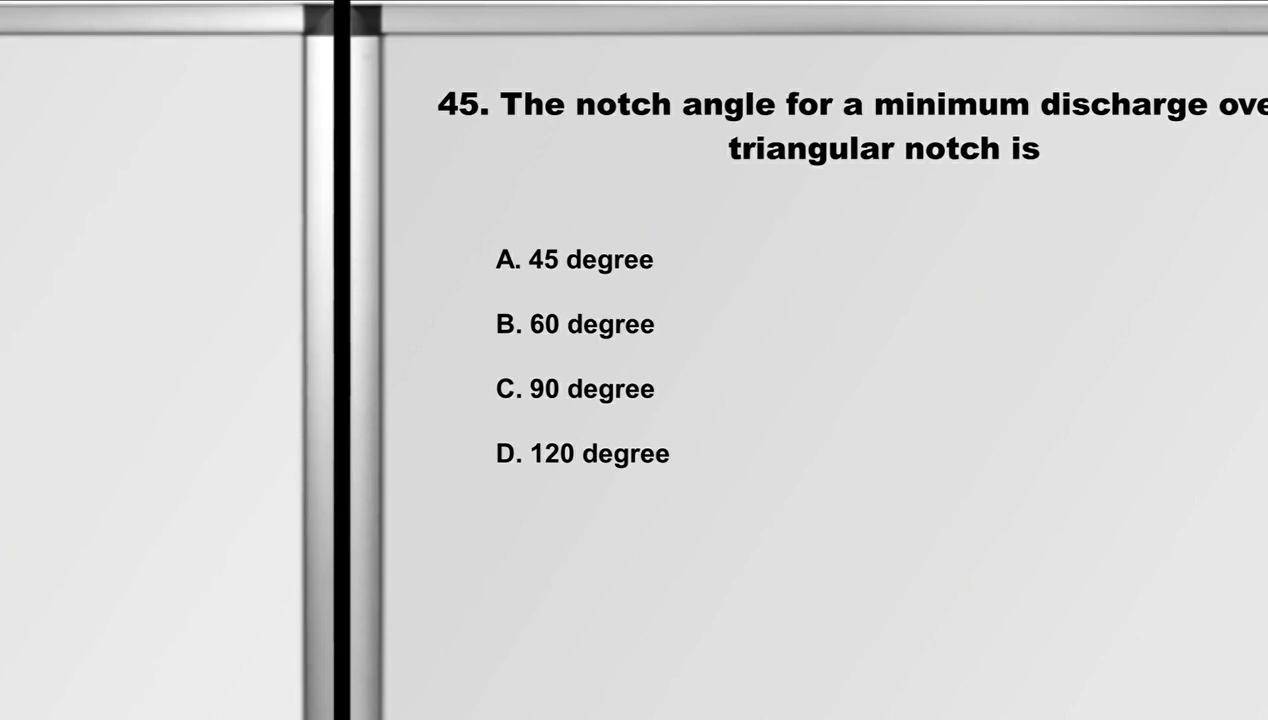 45. The notch angle for a minimum discharge ove
triangular notch is
A. 45 degree
B. 60 degree
C. 90 degree
D. 120 degree